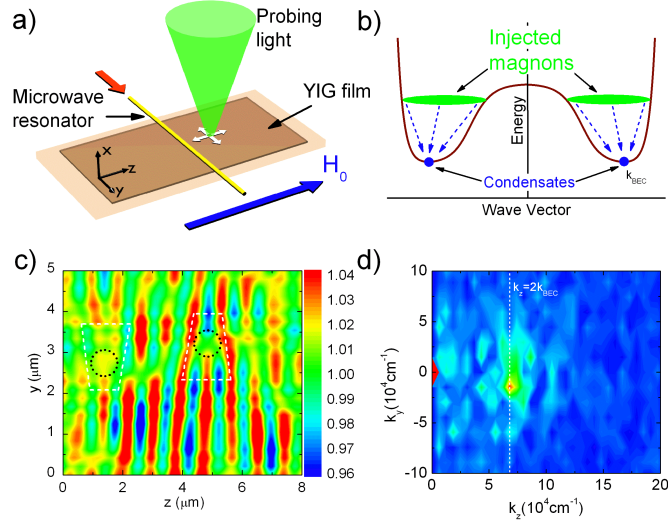 a)
Probing
light
Microwave
resonator
YIG film
x
z
y
H0
b)
Injected
magnons
Energy
Condensates
kBEC
Wave Vector
c)
5
4
3
2
1
0
y (μm)
0 2 4 6 8
z (μm)
1.04
1.03
1.02
1.01
1.00
0.99
0.98
0.97
0.96
d)
kz=2kBEC
10
5
0
-5
-10
ky(10⁴cm⁻¹)
0 5 10 15 20
kz(10⁴cm⁻¹)